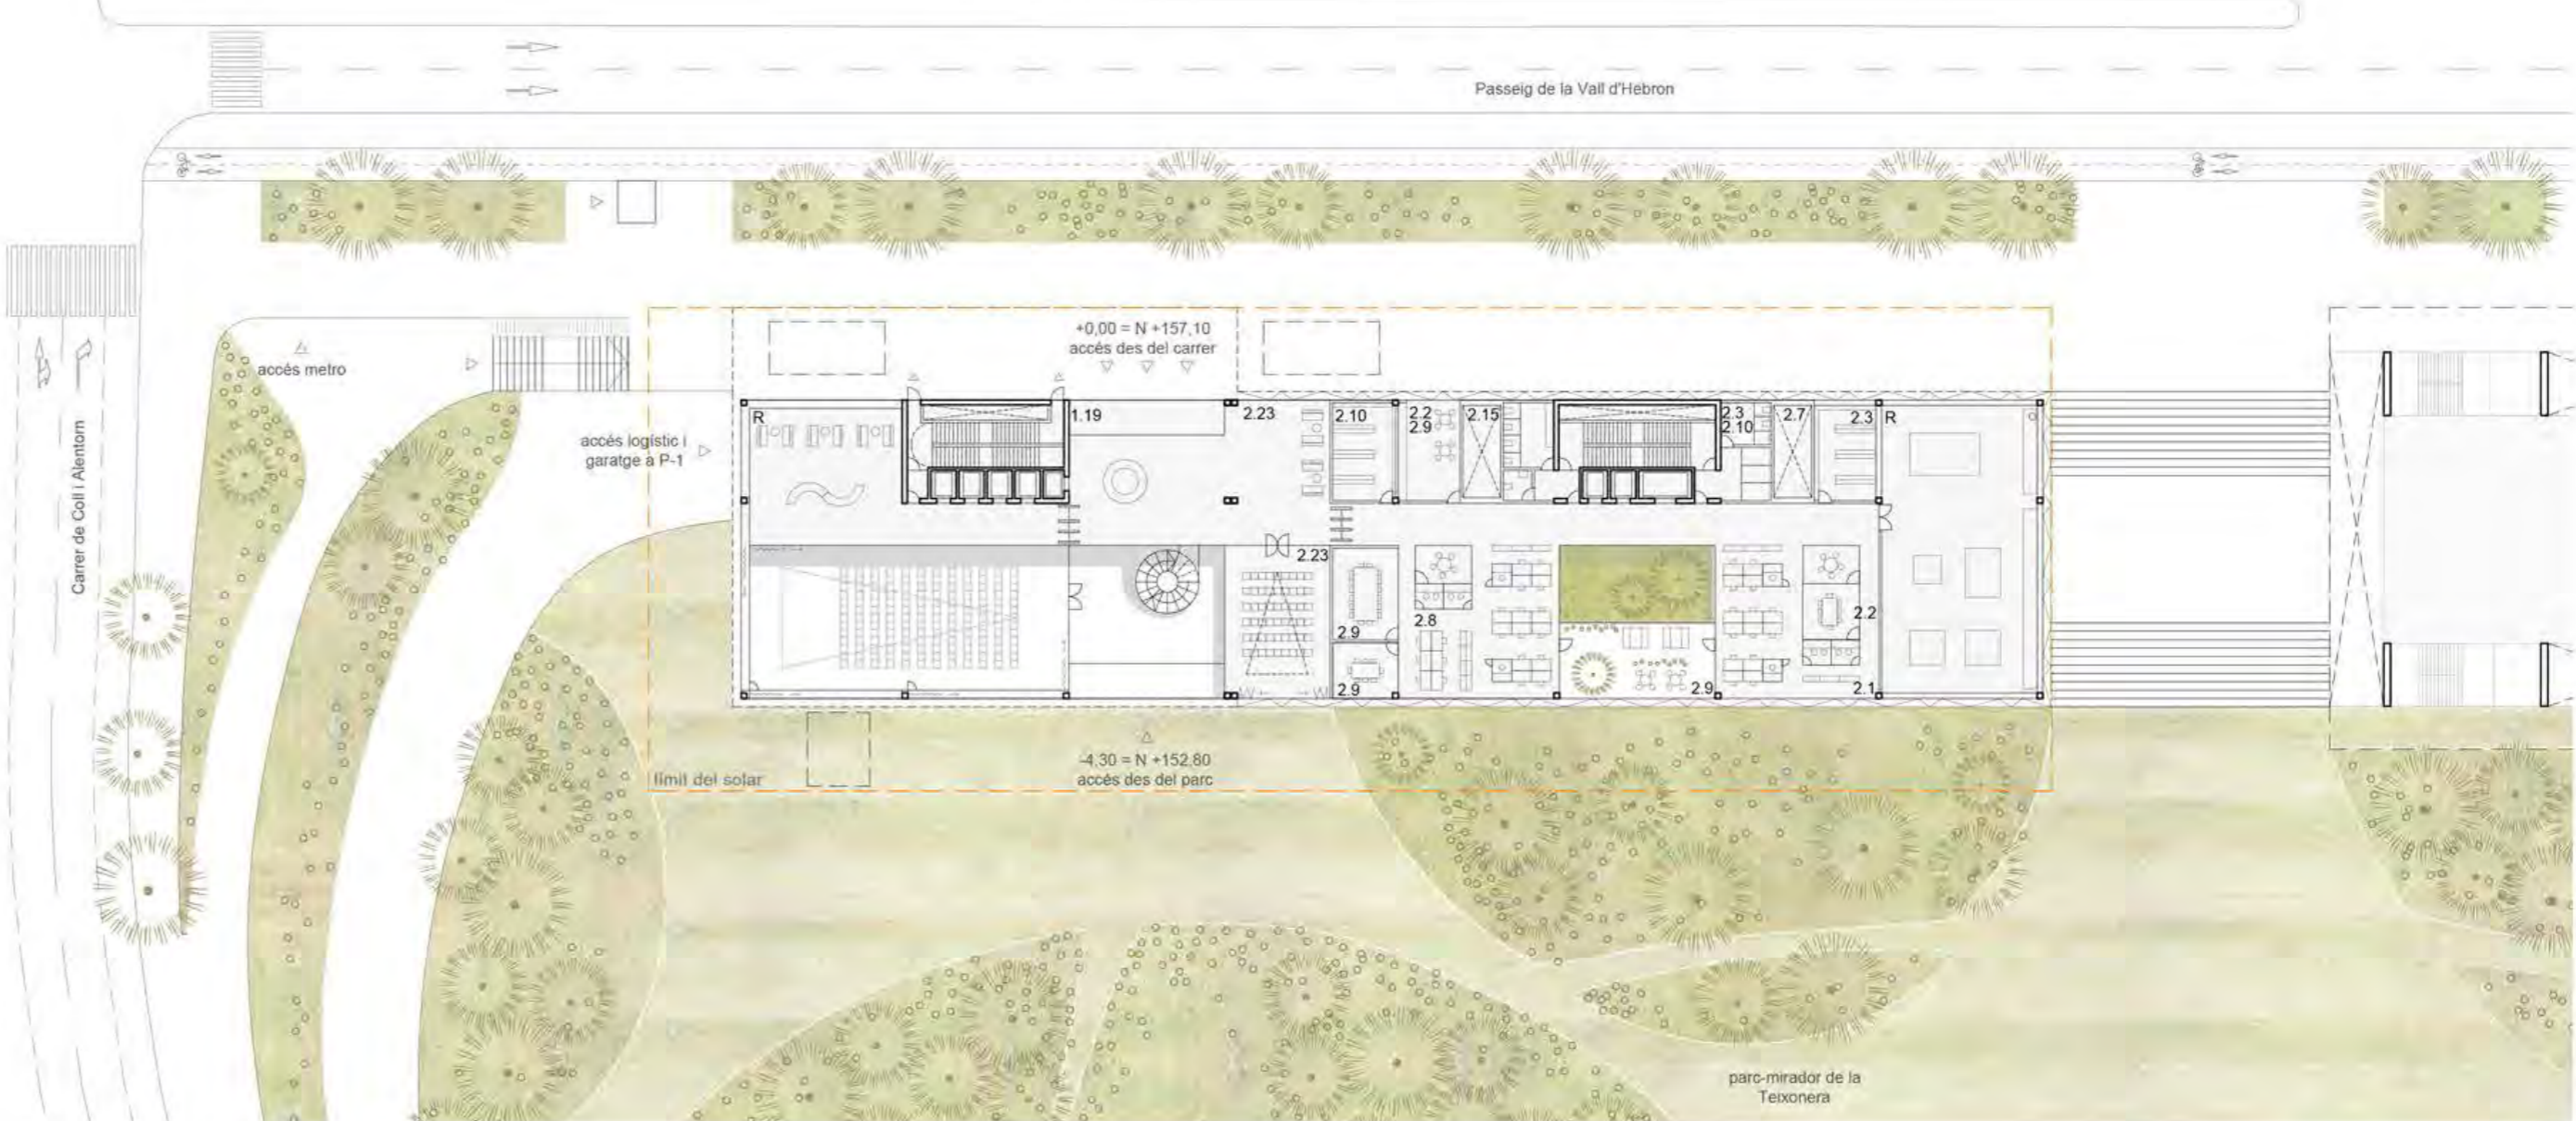 Passeig de la Vall d'Hebron
Carrer de Coll i Alentorn
accés metro
accés logístic i
garatge a P-1
+0,00 = N +157,10
accés des del carrer
R
1.19
2.23
2.10
2.2
2.9
2.15
2.3
2.10
2.7
2.3
R
2.23
2.9
2.8
2.2
2.9
2.9
2.1
límit del solar
-4,30 = N +152,80
accés des del parc
parc-mirador de la
Teixonera